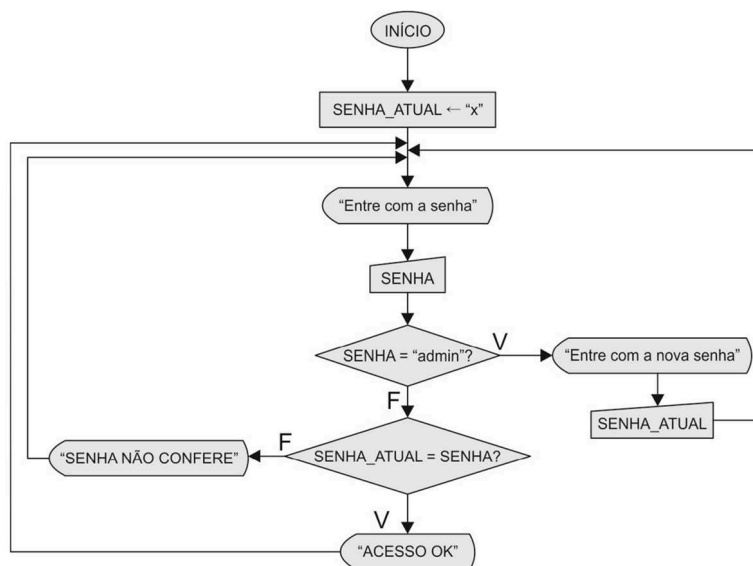 INÍCIO
SENHA_ATUAL ← “x”
“Entre com a senha”
SENHA
SENHA = “admin”?
V
“Entre com a nova senha”
F
SENHA_ATUAL
F
SENHA_ATUAL = SENHA?
“SENHA NÃO CONFERE”
V
“ACESSO OK”